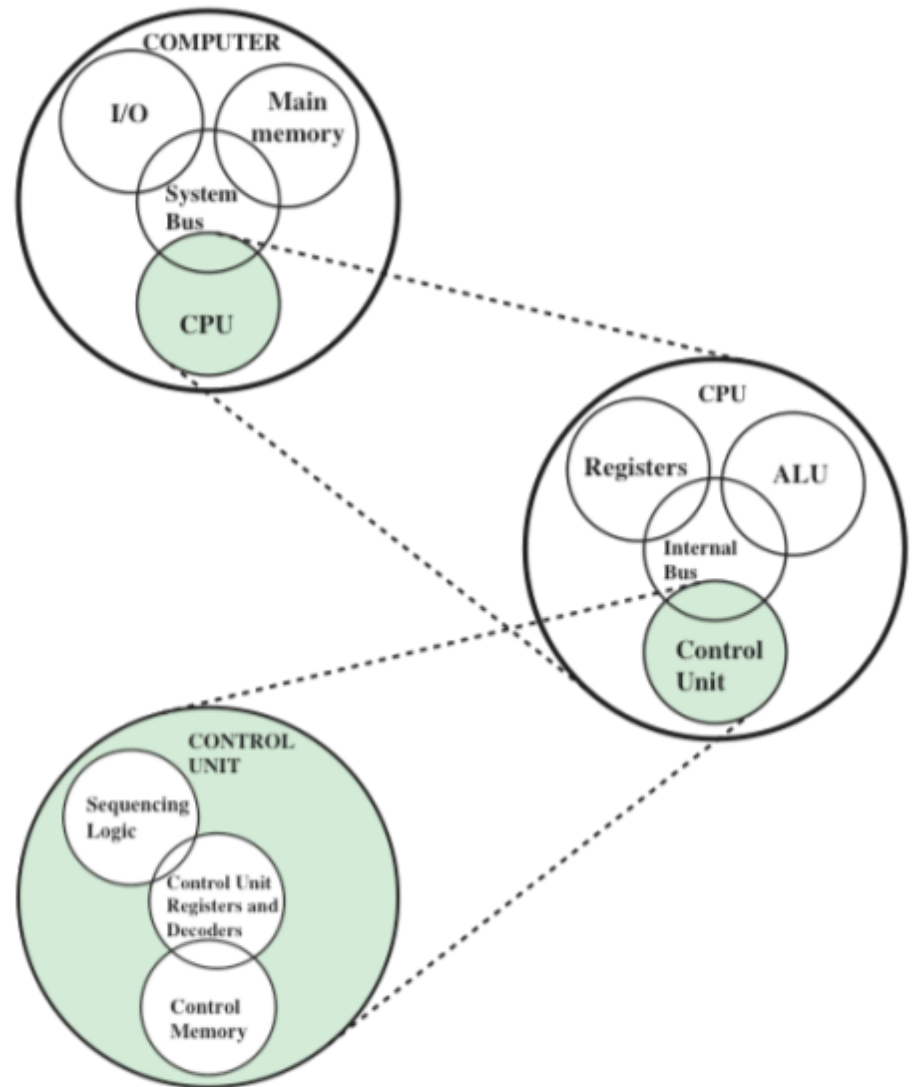 COMPUTER
I/O
Main
memory
System
Bus
CPU
CPU
Registers
ALU
Internal
Bus
Control
Unit
CONTROL
UNIT
Sequencing
Logic
Control Unit
Registers and
Decoders
Control
Memory